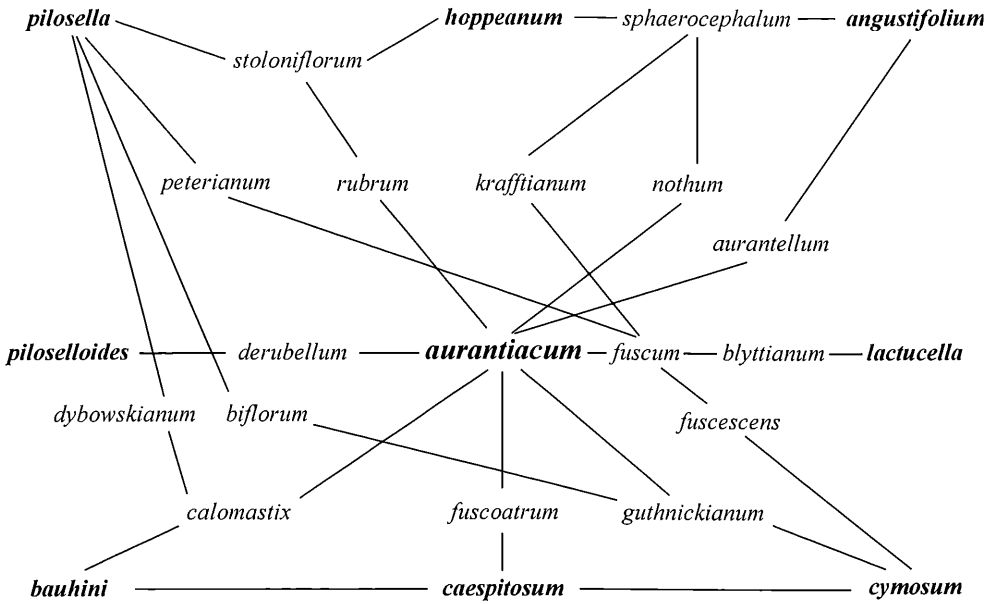 pilosella hoppeanum sphaerocephalum angustifolium
stoloniflorum
peterianum rubrum krafftianum nothum
aurantellum
piloselloides derubellum aurantiacum fuscum blyttianum lactucella
dybowskianum biflorum fuscescens
calomastix fuscoatrum guthnickianum
bauhini caespitosum cymosum